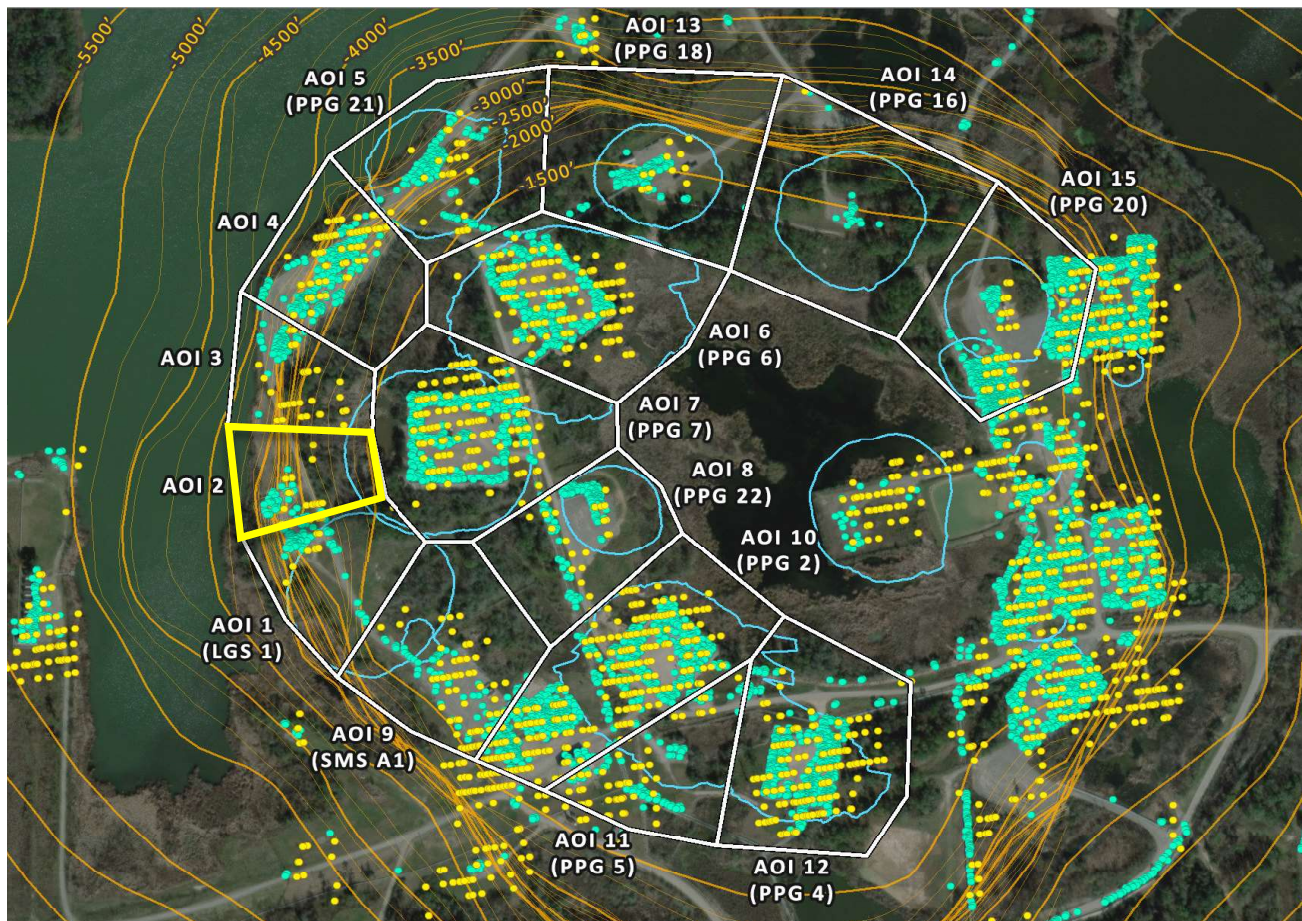 -5500'
-5000'
-4500'
-4000'
-3500'
-3000'
-2500'
-2000'
-1500'
AOI 13
(PPG 18)
AOI 14
(PPG 16)
AOI 5
(PPG 21)
AOI 15
(PPG 20)
AOI 4
AOI 3
AOI 6
(PPG 6)
AOI 7
(PPG 7)
AOI 2
AOI 8
(PPG 22)
AOI 10
(PPG 2)
AOI 1
(LGS 1)
AOI 9
(SMS A1)
AOI 11
(PPG 5)
AOI 12
(PPG 4)